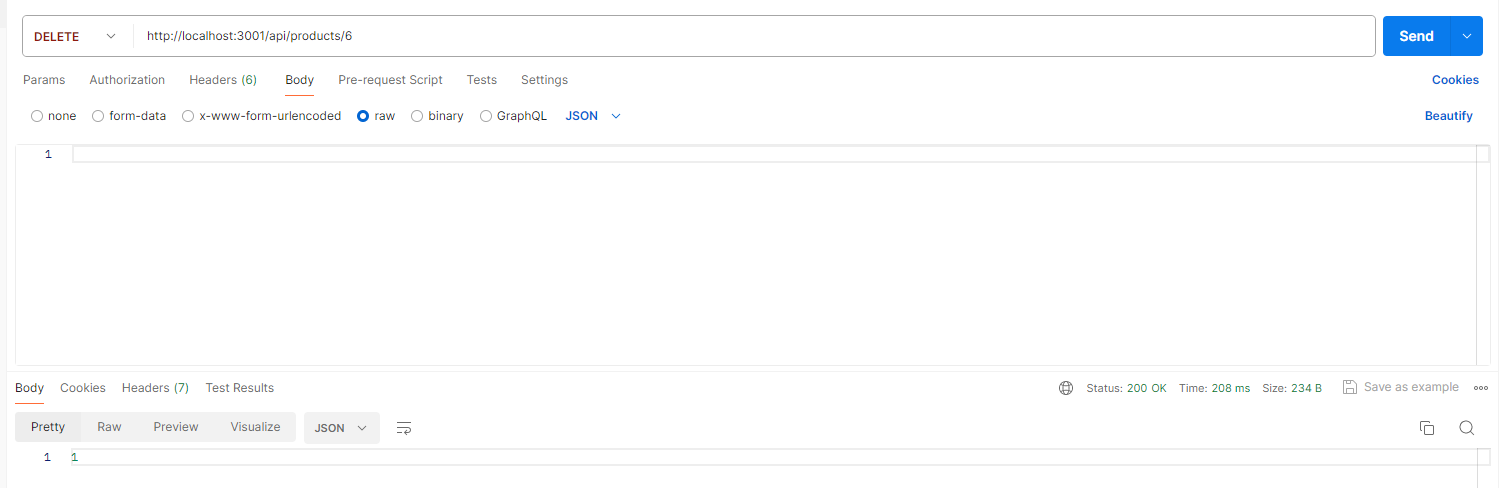 DELETE http://localhost:3001/api/products/6 Send
Params Authorization Headers (6) Body Pre-request Script Tests Settings Cookies
none form-data x-www-form-urlencoded raw binary GraphQL JSON Beautify
1
Body Cookies Headers (7) Test Results Status: 200 OK Time: 208 ms Size: 234 B Save as example
Pretty Raw Preview Visualize JSON
1 1